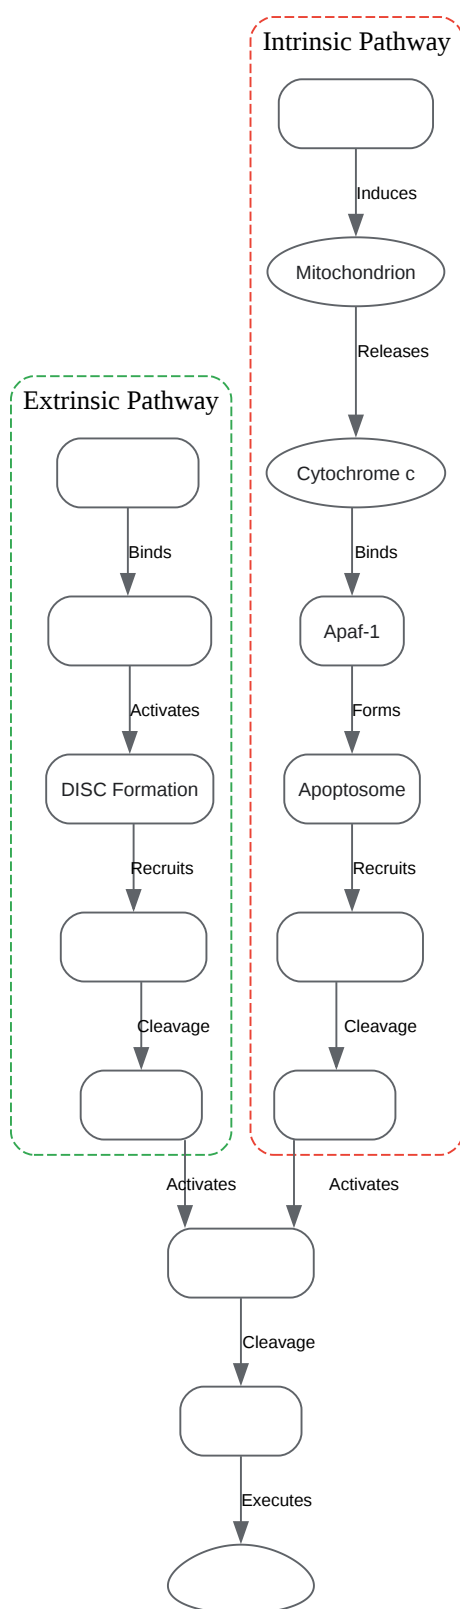 Intrinsic Pathway
Induces
Mitochondrion
Releases
Extrinsic Pathway
Cytochrome c
Binds
Binds
Apaf-1
Activates
Forms
DISC Formation
Apoptosome
Recruits
Recruits
Cleavage
Cleavage
Activates
Activates
Cleavage
Executes